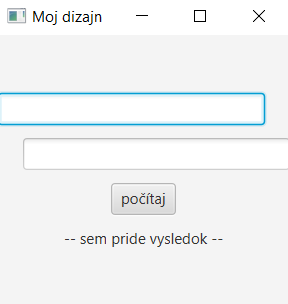 Moj dizajn
počítaj
-- sem pride vysledok --